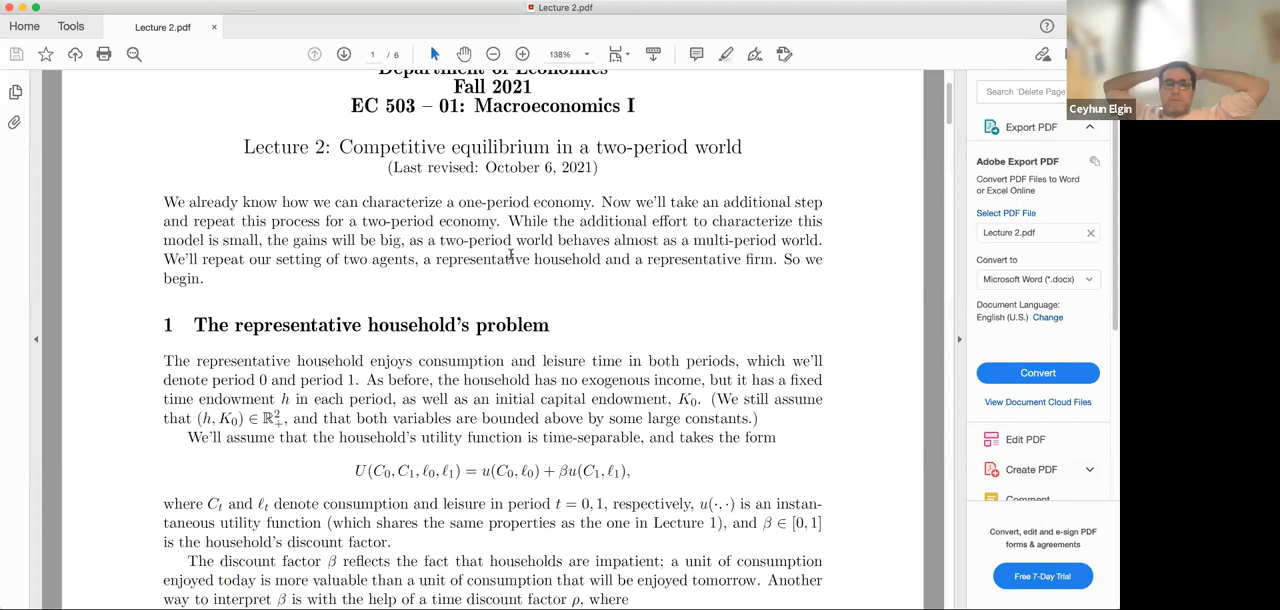 Lecture 2.pdf
Home
Tools
Lecture 2.pdf ×
1 / 6
138%
Department of Economics
Fall 2021
EC 503 – 01: Macroeconomics I
Lecture 2: Competitive equilibrium in a two-period world
(Last revised: October 6, 2021)
We already know how we can characterize a one-period economy. Now we'll take an additional step
and repeat this process for a two-period economy. While the additional effort to characterize this
model is small, the gains will be big, as a two-period world behaves almost as a multi-period world.
We'll repeat our setting of two agents, a representative household and a representative firm. So we
begin.
1 The representative household's problem
The representative household enjoys consumption and leisure time in both periods, which we'll
denote period 0 and period 1. As before, the household has no exogenous income, but it has a fixed
time endowment h in each period, as well as an initial capital endowment, K₀. (We still assume
that (h, K₀) ∈ ℝ²₊, and that both variables are bounded above by some large constants.)
We'll assume that the household's utility function is time-separable, and takes the form
U(C₀, C₁, ℓ₀, ℓ₁) = u(C₀, ℓ₀) + βu(C₁, ℓ₁),
where Cₜ and ℓₜ denote consumption and leisure in period t = 0, 1, respectively, u(·, ·) is an instan-
taneous utility function (which shares the same properties as the one in Lecture 1), and β ∈ [0, 1]
is the household's discount factor.
The discount factor β reflects the fact that households are impatient; a unit of consumption
enjoyed today is more valuable than a unit of consumption that will be enjoyed tomorrow. Another
way to interpret β is with the help of a time discount factor ρ, where
Search 'Delete Page'
Ceyhun Elgin
Export PDF
Adobe Export PDF
Convert PDF Files to Word
or Excel Online
Select PDF File
Lecture 2.pdf
Convert to
Microsoft Word (*.docx)
Document Language:
English (U.S.) Change
Convert
View Document Cloud Files
Edit PDF
Create PDF
Comment
Convert, edit and e-sign PDF
forms & agreements
Free 7-Day Trial